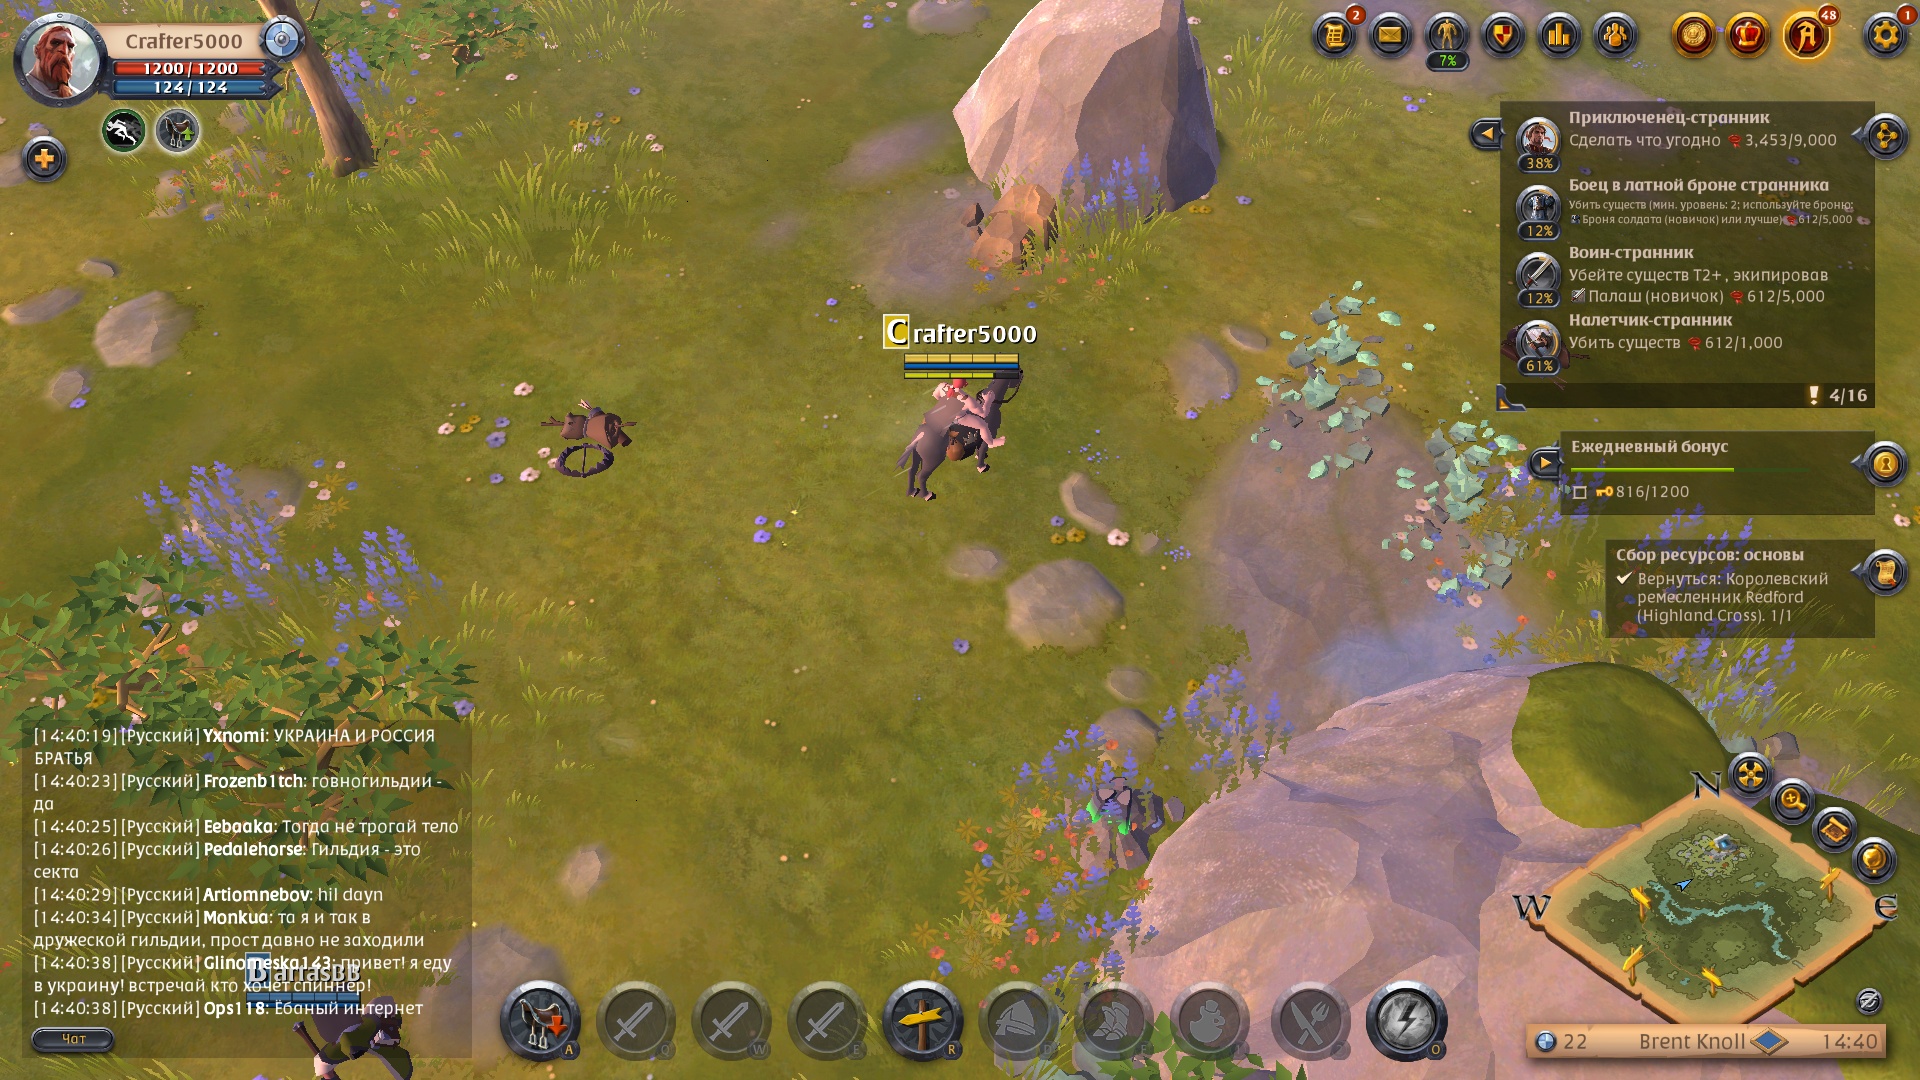 Crafter5000
1200/1200
124/124
2
7%
48
1
Приключенец-странник
Сделать что угодно 3,453/9,000
38%
Боец в латной броне странника
Убить существ (мин. уровень: 2; используйте броню:
Броня солдата (новичок) или лучше) 612/5,000
12%
Воин-странник
Убейте существ T2+, экипировав
Палаш (новичок) 612/5,000
12%
Налетчик-странник
Убить существ 612/1,000
61%
4/16
Ежедневный бонус
816/1200
Сбор ресурсов: основы
Вернуться: Королевский
ремесленник Redford
(Highland Cross). 1/1
Crafter5000
[14:40:19][Русский] Yxnomi: УКРАИНА И РОССИЯ
БРАТЬЯ
[14:40:23][Русский] Frozenb1tch: говногильдии -
да
[14:40:25][Русский] Eebaaka: Тогда не трогай тело
[14:40:26][Русский] Pedalehorse: Гильдия - это
секта
[14:40:29][Русский] Artiomnebov: hil dayn
[14:40:34][Русский] Monkua: та я и так в
дружеской гильдии, прост давно не заходили
[14:40:38][Русский] Glinomeska143: привет! я еду
в украину! встречай кто хочет спиннер!
[14:40:38][Русский] Ops118: Ебаный интернет
Чат
A
Q
W
E
R
O
N
W
E
22
Brent Knoll
14:40